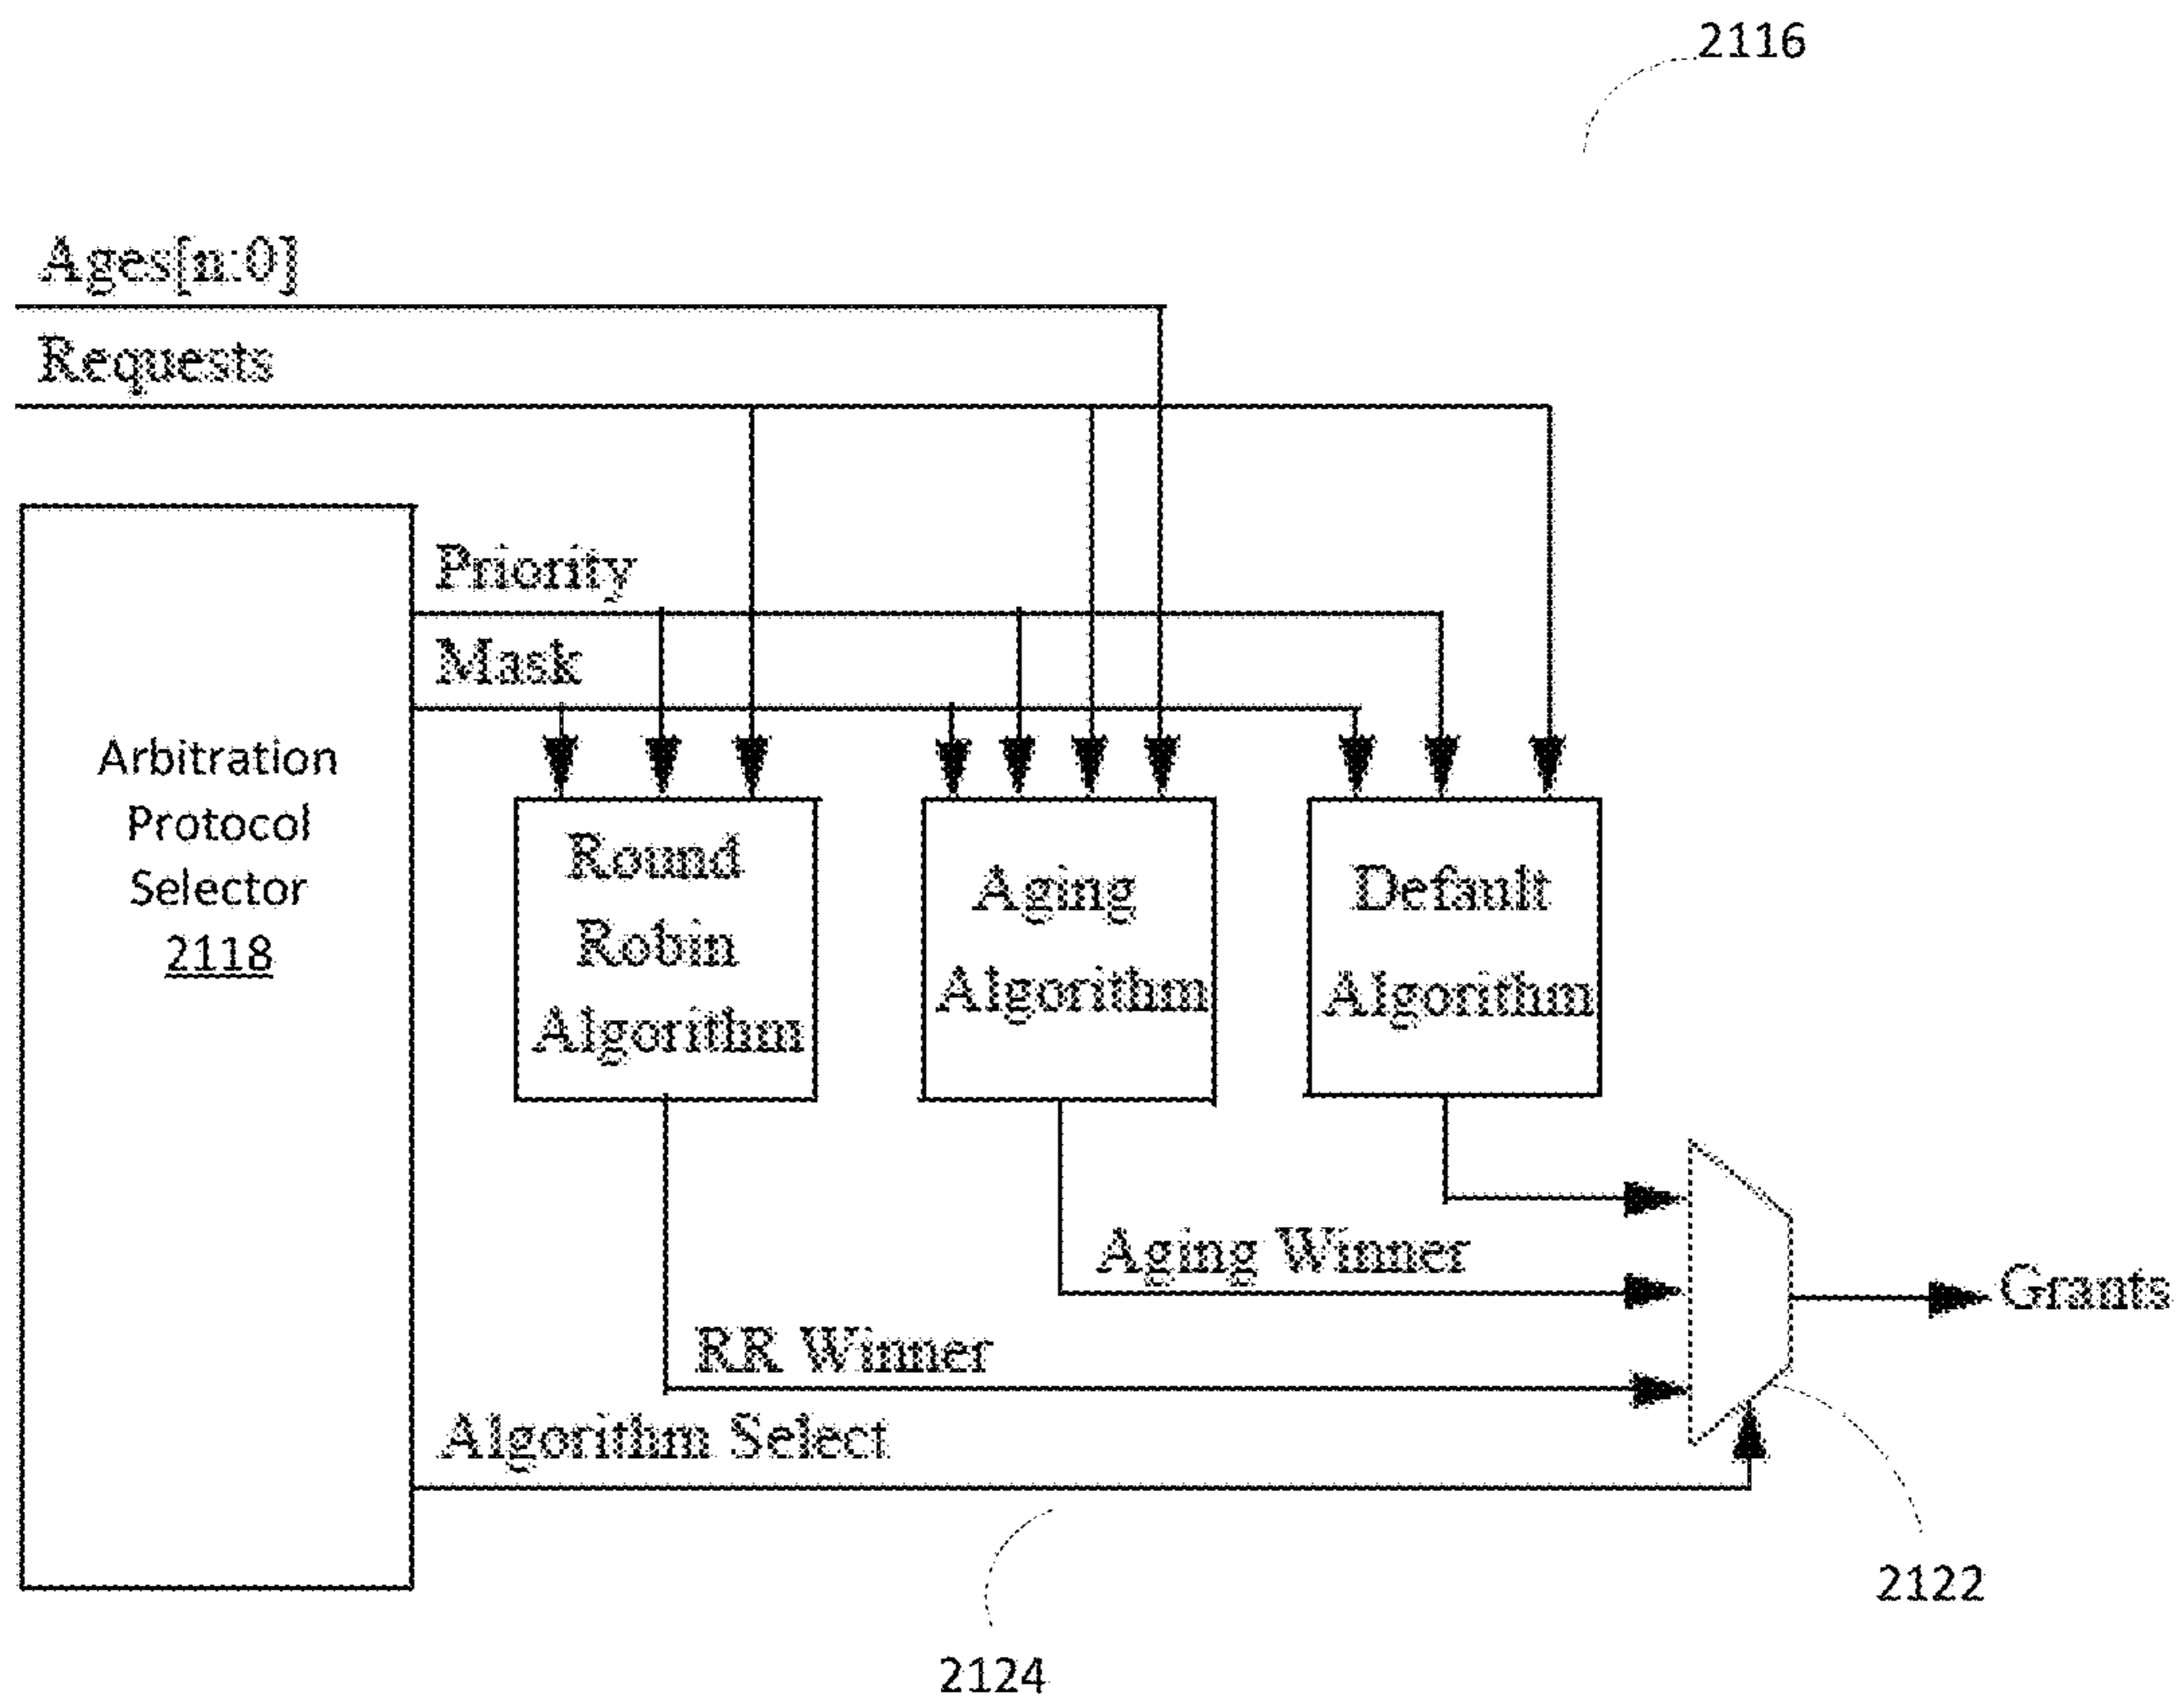 2116
Ages[n:0]
Requests
Priority
Mask
Arbitration
Protocol
Selector
2118
Round
Robin
Algorithm
Aging
Algorithm
Default
Algorithm
Aging Winner
Grants
RR Winner
Algorithm Select
2122
2124